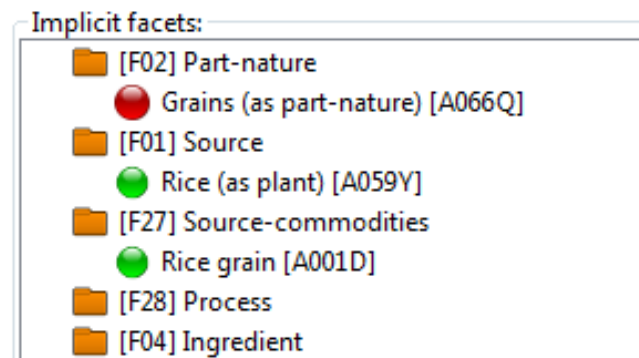 Implicit facets:
[F02] Part-nature
Grains (as part-nature) [A066Q]
[F01] Source
Rice (as plant) [A059Y]
[F27] Source-commodities
Rice grain [A001D]
[F28] Process
[F04] Ingredient